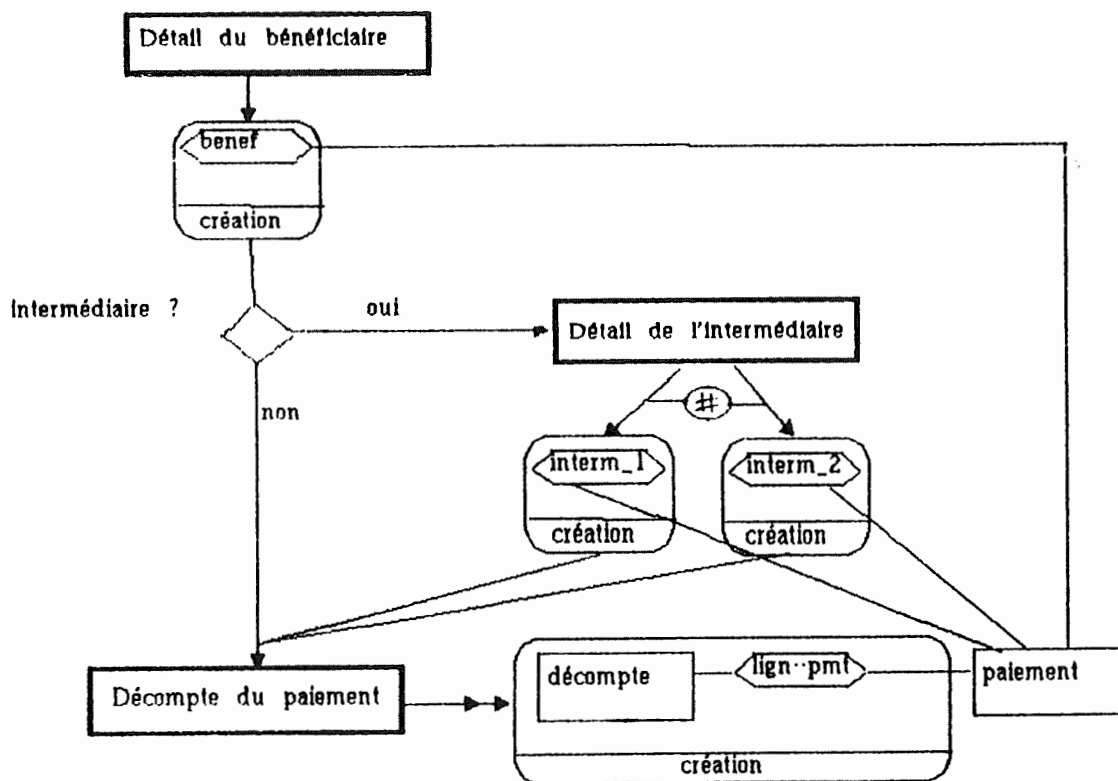 Détail du bénéficiaire
benef
création
intermédiaire ?
oui
Détail de l'intermédiaire
non
#
interm_1
interm_2
création
création
Décompte du paiement
décompte
lign..pmt
paiement
création